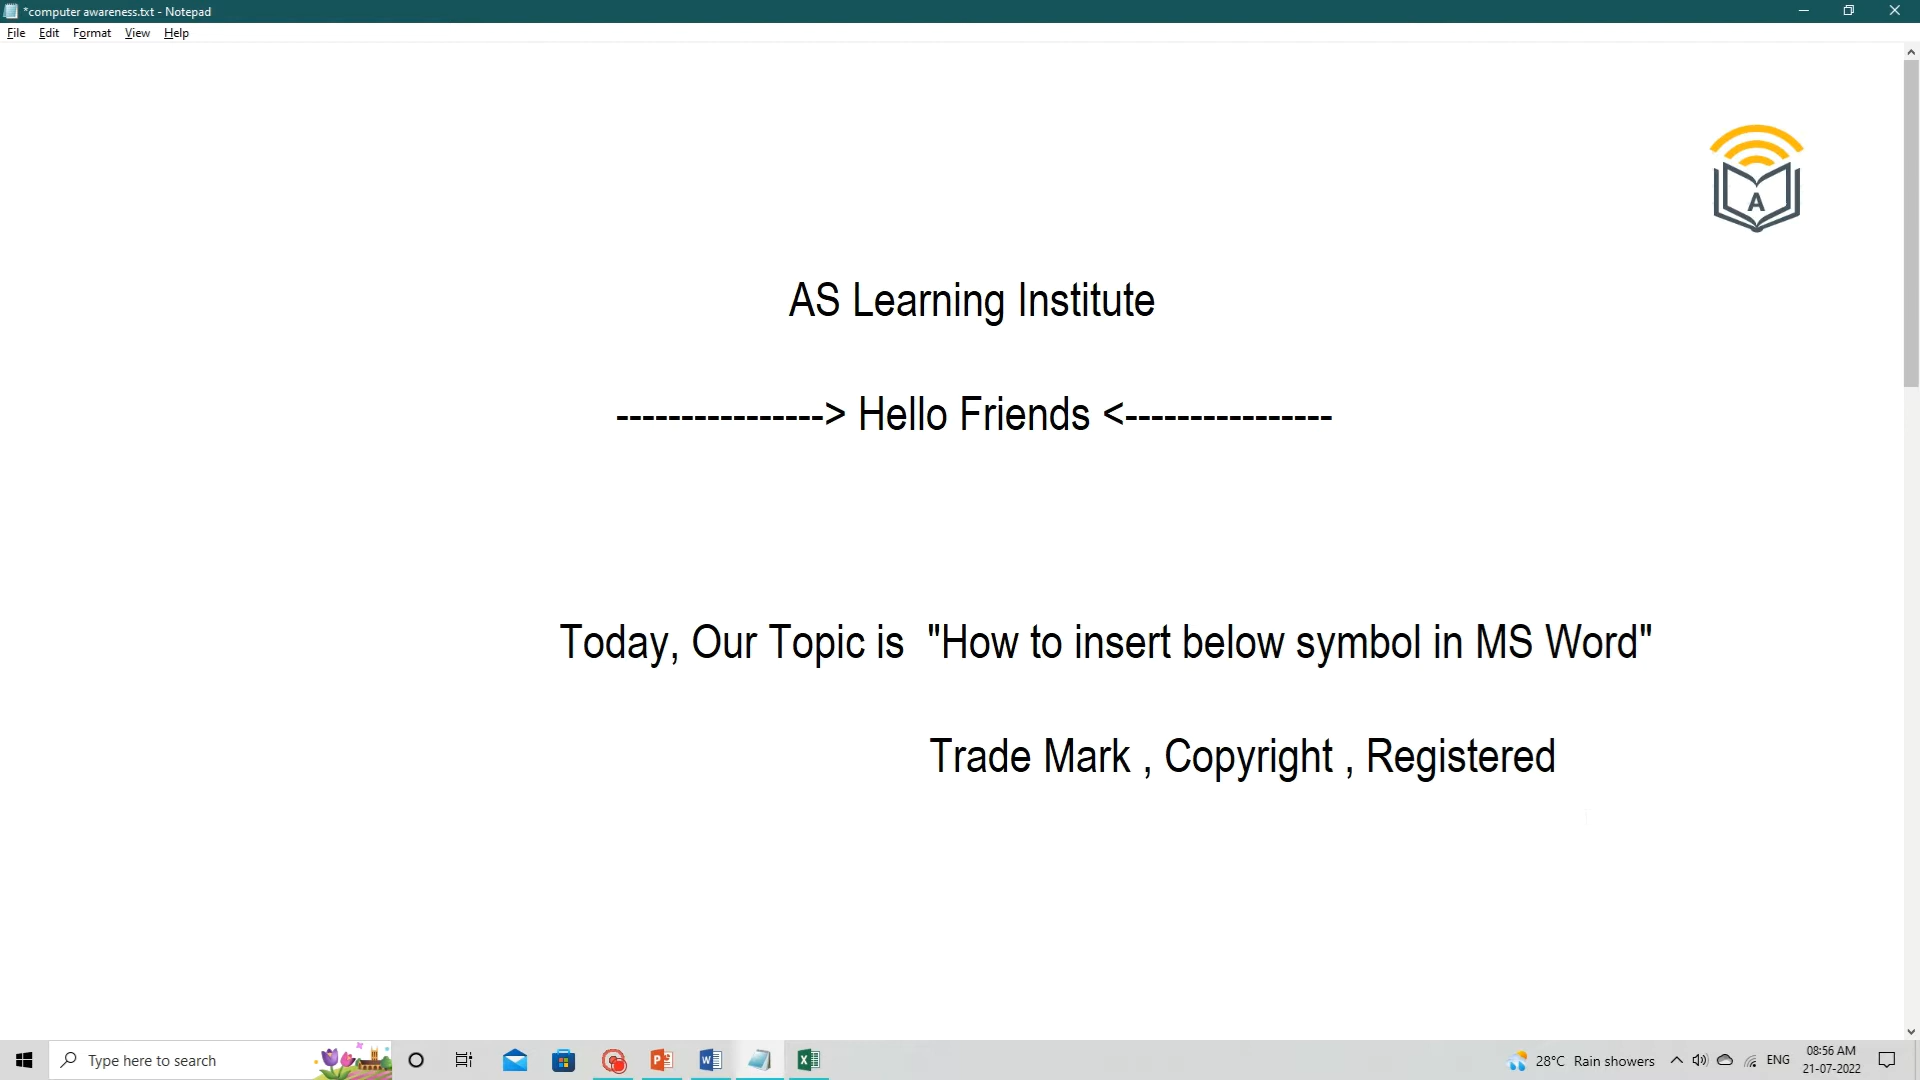 *computer awareness.txt - Notepad
File Edit Format View Help
A
AS Learning Institute
----------------> Hello Friends <----------------
Today, Our Topic is "How to insert below symbol in MS Word"
Trade Mark , Copyright , Registered
Type here to search
28°C Rain showers
ENG
08:56 AM
21-07-2022